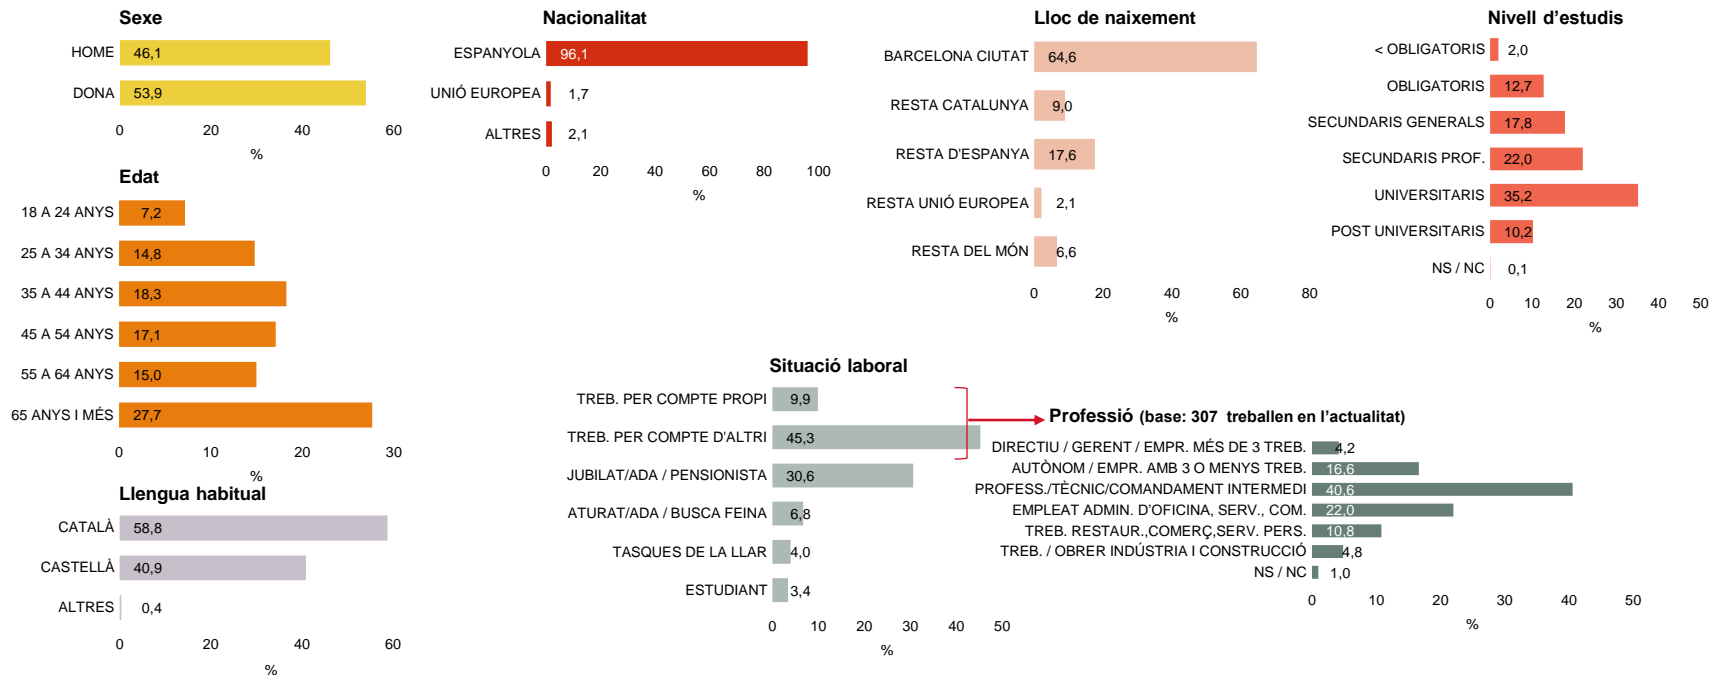 Sexe
HOME 46,1
DONA 53,9
0 20 40 60
%
Edat
18 A 24 ANYS 7,2
25 A 34 ANYS 14,8
35 A 44 ANYS 18,3
45 A 54 ANYS 17,1
55 A 64 ANYS 15,0
65 ANYS I MÉS 27,7
0 10 20 30
%
Llengua habitual
CATALÀ 58,8
CASTELLÀ 40,9
ALTRES 0,4
0 20 40 60
%
Nacionalitat
ESPANYOLA 96,1
UNIÓ EUROPEA 1,7
ALTRES 2,1
0 20 40 60 80 100
%
Lloc de naixement
BARCELONA CIUTAT 64,6
RESTA CATALUNYA 9,0
RESTA D'ESPANYA 17,6
RESTA UNIÓ EUROPEA 2,1
RESTA DEL MÓN 6,6
0 20 40 60 80
%
Nivell d'estudis
< OBLIGATORIS 2,0
OBLIGATORIS 12,7
SECUNDARIS GENERALS 17,8
SECUNDARIS PROF. 22,0
UNIVERSITARIS 35,2
POST UNIVERSITARIS 10,2
NS / NC 0,1
0 10 20 30 40 50
%
Situació laboral
TREB. PER COMPTE PROPI 9,9
TREB. PER COMPTE D'ALTRI 45,3
JUBILAT/ADA / PENSIONISTA 30,6
ATURAT/ADA / BUSCA FEINA 6,8
TASQUES DE LA LLAR 4,0
ESTUDIANT 3,4
0 10 20 30 40 50
%
Professió (base: 307 treballen en l'actualitat)
DIRECTIU / GERENT / EMPR. MÉS DE 3 TREB. 4,2
AUTÒNOM / EMPR. AMB 3 O MENYS TREB. 16,6
PROFESS./TÈCNIC/COMANDAMENT INTERMEDI 40,6
EMPLEAT ADMIN. D'OFICINA, SERV., COM. 22,0
TREB. RESTAUR.,COMERÇ,SERV. PERS. 10,8
TREB. / OBRER INDÚSTRIA I CONSTRUCCIÓ 4,8
NS / NC 1,0
0 10 20 30 40 50
%